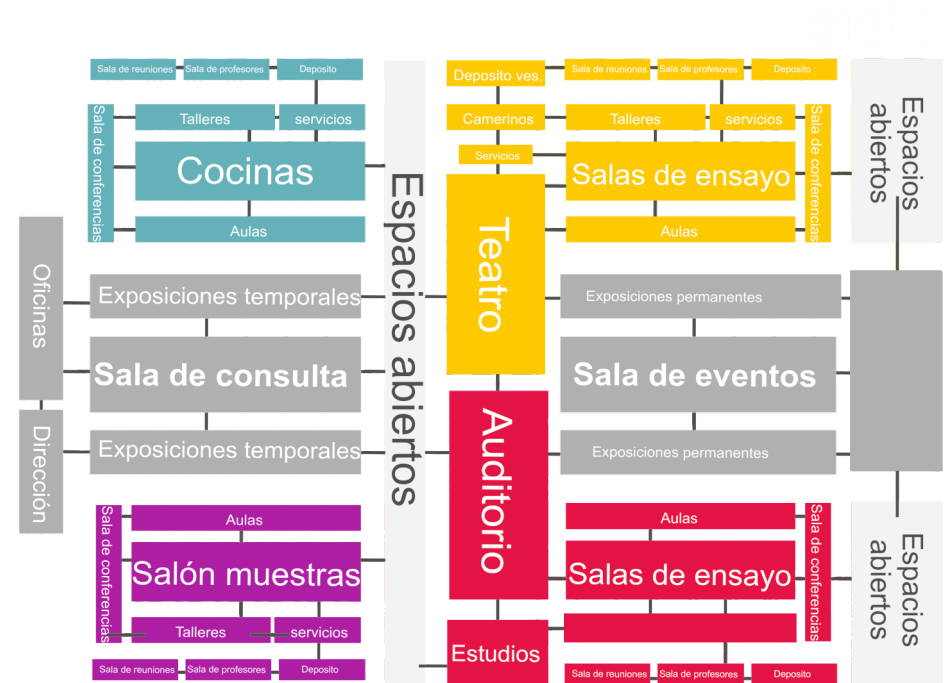 Sala de reuniones
Sala de profesores
Deposito
Sala de conferencias
Talleres
servicios
Cocinas
Aulas
Espacios abiertos
Deposito ves.
Camerinos
Servicios
Teatro
Sala de reuniones
Sala de profesores
Deposito
Talleres
servicios
Salas de ensayo
Aulas
Sala de conferencias
Espacios
abiertos
Oficinas
Dirección
Exposiciones temporales
Sala de consulta
Exposiciones temporales
Exposiciones permanentes
Sala de eventos
Exposiciones permanentes
Sala de conferencias
Aulas
Salón muestras
Talleres
servicios
Sala de reuniones
Sala de profesores
Deposito
Auditorio
Estudios
Aulas
Salas de ensayo
Sala de conferencias
Sala de reuniones
Sala de profesores
Deposito
Espacios
abiertos